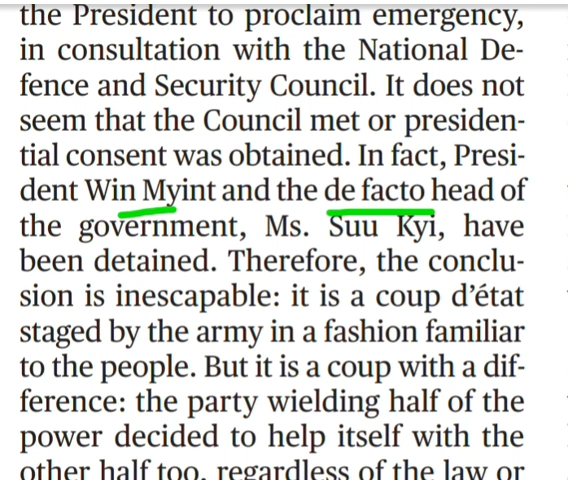 the President to proclaim emergency,
in consultation with the National De-
fence and Security Council. It does not
seem that the Council met or presiden-
tial consent was obtained. In fact, Presi-
dent Win Myint and the de facto head of
the government, Ms. Suu Kyi, have
been detained. Therefore, the conclu-
sion is inescapable: it is a coup d’état
staged by the army in a fashion familiar
to the people. But it is a coup with a dif-
ference: the party wielding half of the
power decided to help itself with the
other half too, regardless of the law or